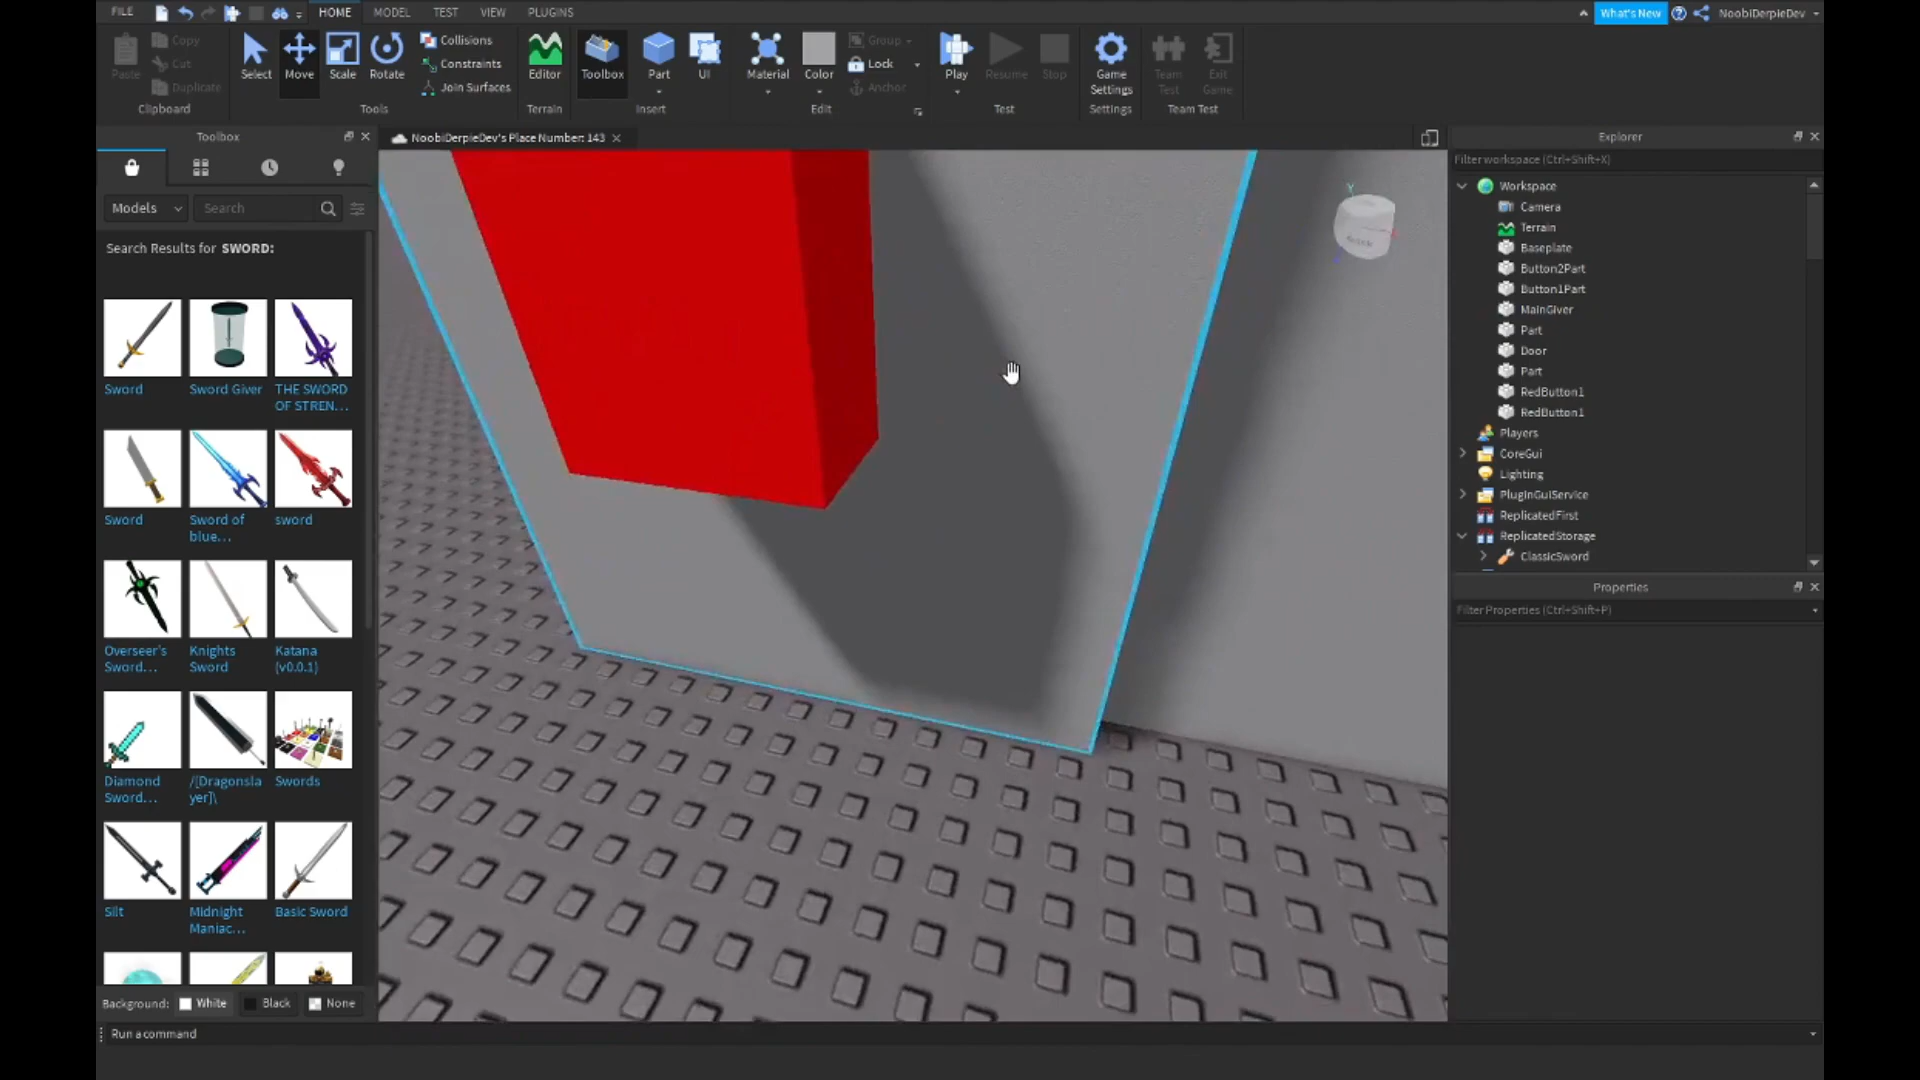 FILE HOME MODEL TEST VIEW PLUGINS What's New NoobiDerpieDev
Paste Copy Cut Duplicate Clipboard
Select Move Scale Rotate Collisions Constraints Join Surfaces Tools
Editor Terrain
Toolbox Part UI Insert
Material Color Group Lock Anchor Edit
Play Resume Stop Test
Game Settings Settings
Team Test Exit Game Team Test
Toolbox
NoobiDerpieDev's Place Number: 143
Models Search
Search Results for SWORD:
Sword Sword Giver THE SWORD OF STREN...
Sword Sword of blue... sword
Overseer's Sword... Knights Sword Katana (v0.0.1)
Diamond Sword... /[Dragonsla yer]\ Swords
Silt Midnight Maniac... Basic Sword
Background: White Black None
Run a command
Explorer
Filter workspace (Ctrl+Shift+X)
Workspace
Camera
Terrain
Baseplate
Button2Part
Button1Part
MainGiver
Part
Door
Part
RedButton1
RedButton1
Players
CoreGui
Lighting
PluginGuiService
ReplicatedFirst
ReplicatedStorage
ClassicSword
Properties
Filter Properties (Ctrl+Shift+P)
Y